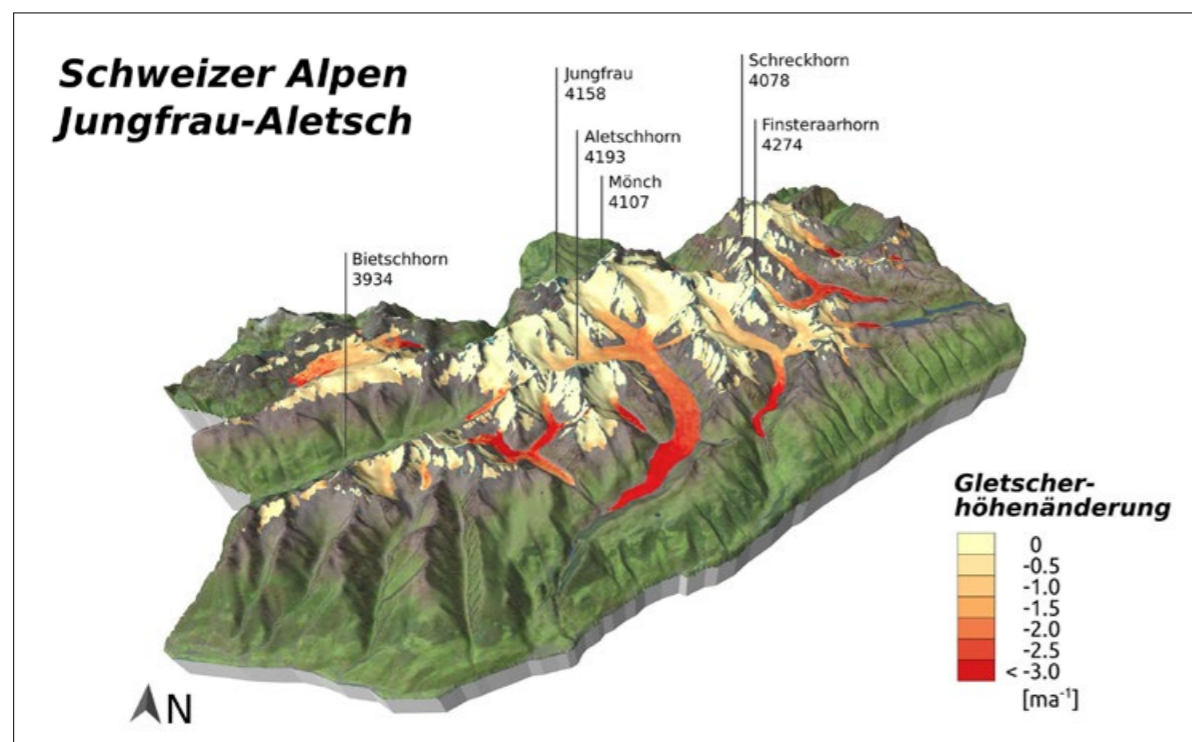 Schweizer Alpen
Jungfrau-Aletsch
Jungfrau
4158
Aletschhorn
4193
Mönch
4107
Schreckhorn
4078
Finsteraarhorn
4274
Bietschhorn
3934
Gletscher-
höhenänderung
0
-0.5
-1.0
-1.5
-2.0
-2.5
< -3.0
[ma⁻¹]
N